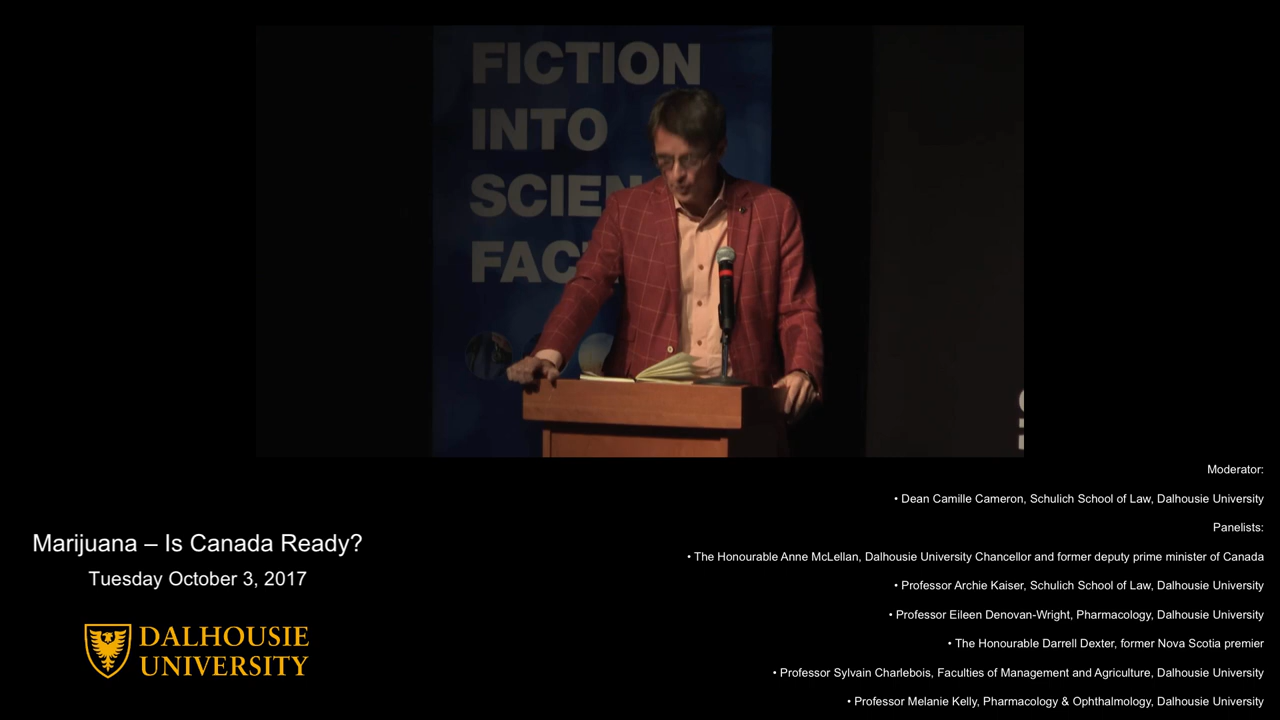 FICTION
INTO
SCIEN
FAC
Moderator:
• Dean Camille Cameron, Schulich School of Law, Dalhousie University
Panelists:
• The Honourable Anne McLellan, Dalhousie University Chancellor and former deputy prime minister of Canada
• Professor Archie Kaiser, Schulich School of Law, Dalhousie University
• Professor Eileen Denovan-Wright, Pharmacology, Dalhousie University
• The Honourable Darrell Dexter, former Nova Scotia premier
• Professor Sylvain Charlebois, Faculties of Management and Agriculture, Dalhousie University
• Professor Melanie Kelly, Pharmacology & Ophthalmology, Dalhousie University
Marijuana – Is Canada Ready?
Tuesday October 3, 2017
DALHOUSIE
UNIVERSITY